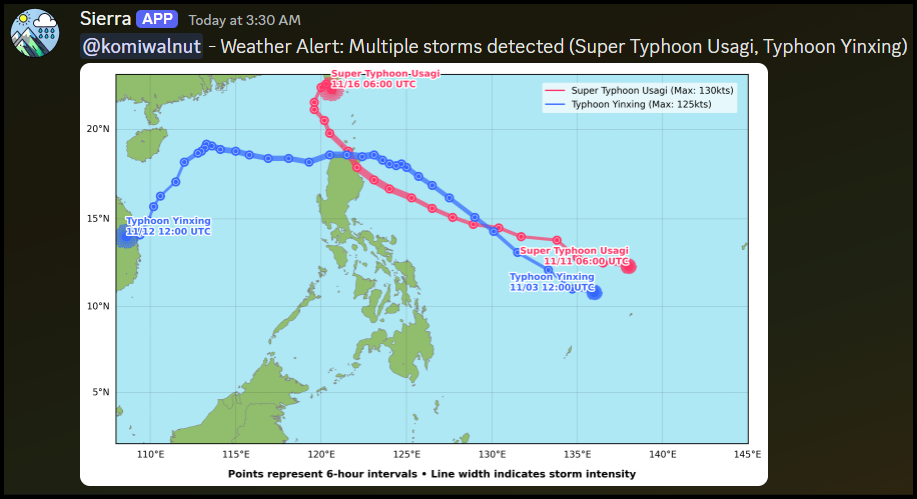 Sierra APP Today at 3:30 AM
@komiwalnut - Weather Alert: Multiple storms detected (Super Typhoon Usagi, Typhoon Yinxing)
Super Typhoon Usagi
11/16 06:00 UTC
Super Typhoon Usagi (Max: 130kts)
Typhoon Yinxing (Max: 125kts)
20°N
15°N
10°N
5°N
Typhoon Yinxing
11/12 12:00 UTC
Super Typhoon Usagi
11/11 06:00 UTC
Typhoon Yinxing
11/03 12:00 UTC
110°E
115°E
120°E
125°E
130°E
135°E
140°E
145°E
Points represent 6-hour intervals • Line width indicates storm intensity